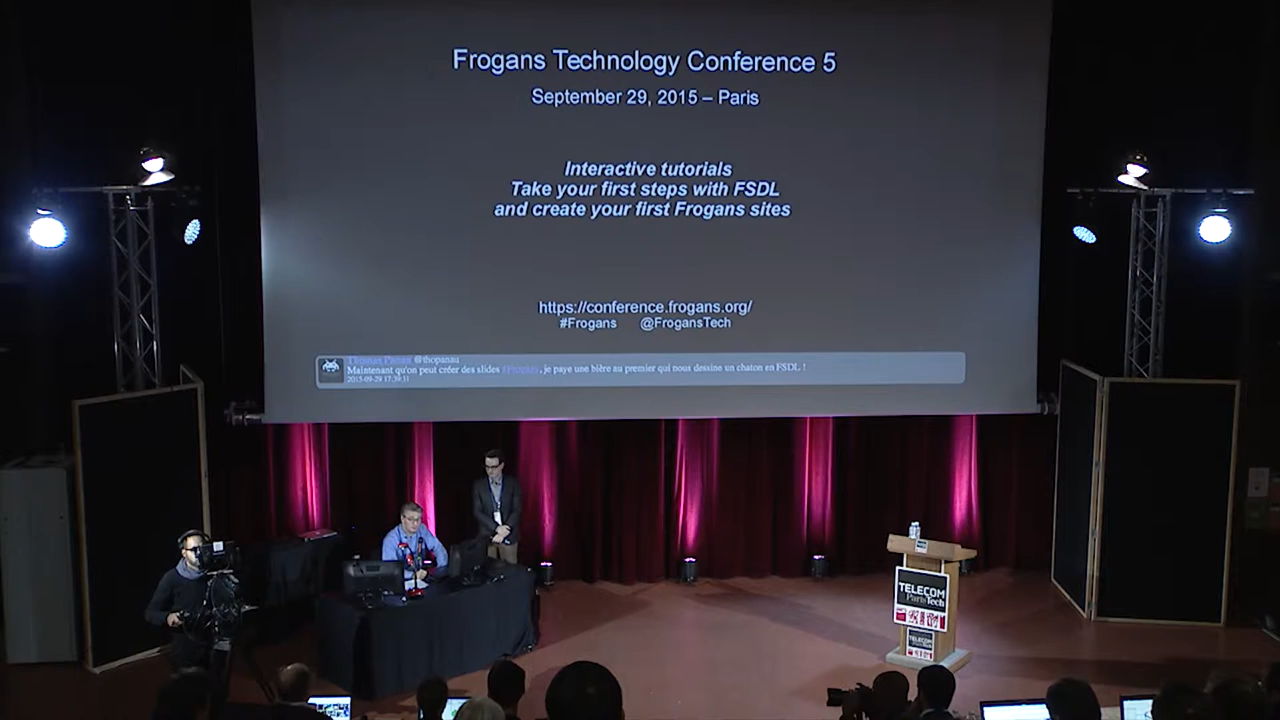 Frogans Technology Conference 5
September 29, 2015 – Paris
Interactive tutorials
Take your first steps with FSDL
and create your first Frogans sites
https://conference.frogans.org/
#Frogans @FrogansTech
@thopanau
Maintenant qu'on peut créer des slides #Frogans, je paye une bière au premier qui nous dessine un chaton en FSDL !
2015-09-29 17:39:11
TELECOM
ParisTech
TELECOM
ParisTech